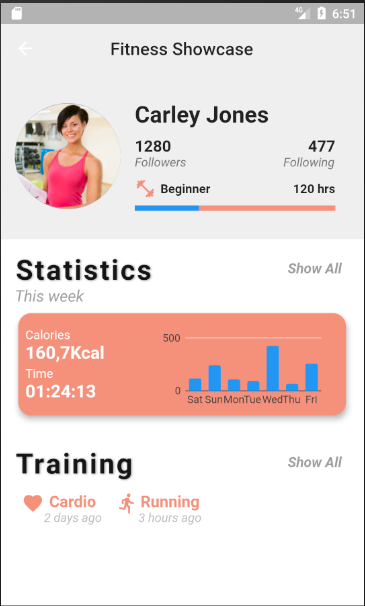 4G 6:51
Fitness Showcase
Carley Jones
1280 477
Followers Following
Beginner 120 hrs
Statistics Show All
This week
Calories
160,7Kcal
Time
01:24:13
500
0
Sat Sun Mon Tue Wed Thu Fri
Training Show All
Cardio Running
2 days ago 3 hours ago